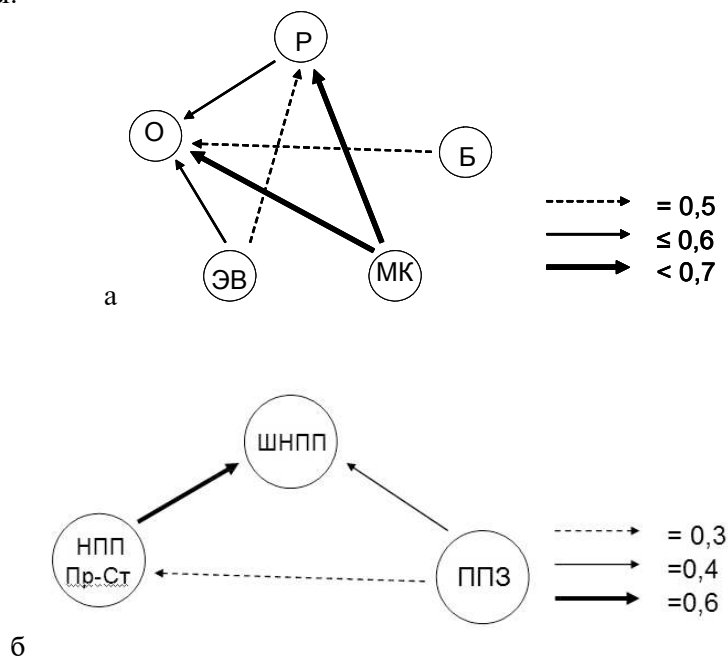 Р
О
Б
ЭВ
МК
= 0,5
≤ 0,6
< 0,7
а
ШНПП
НПП
Пр-Ст
ППЗ
= 0,3
=0,4
=0,6
б